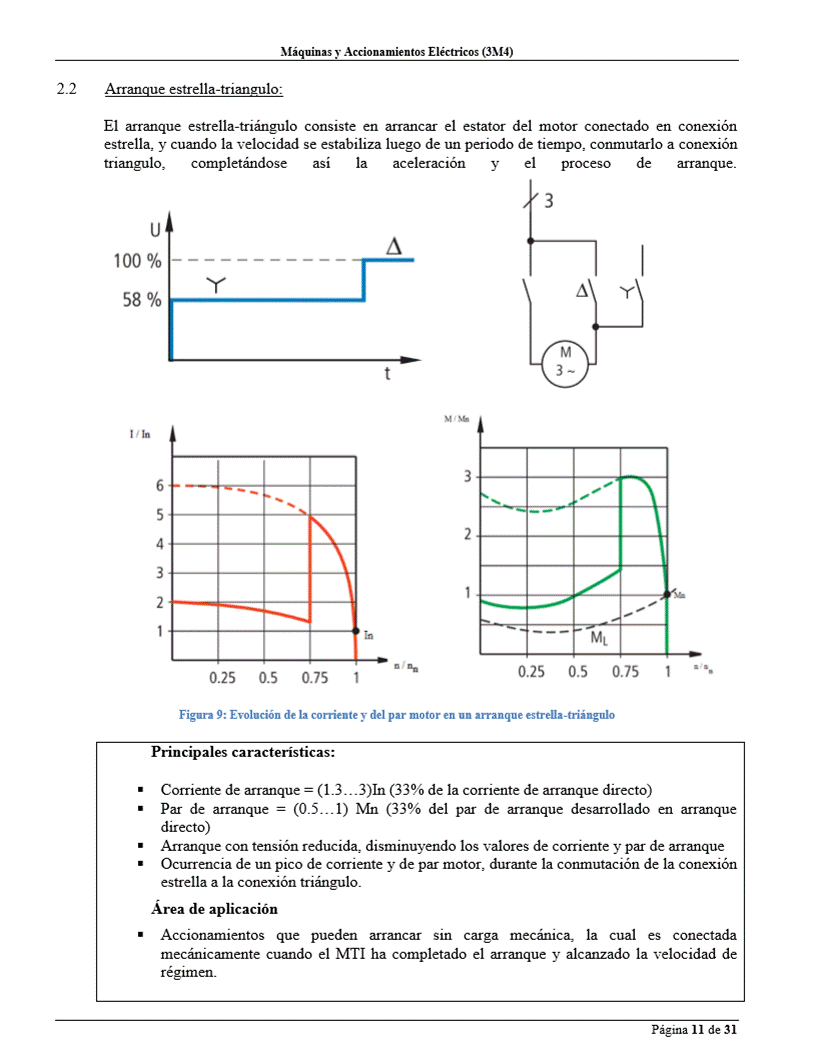 Máquinas y Accionamientos Eléctricos (3M4)
2.2 Arranque estrella-triangulo:
El arranque estrella-triángulo consiste en arrancar el estator del motor conectado en conexión
estrella, y cuando la velocidad se estabiliza luego de un periodo de tiempo, conmutarlo a conexión
triangulo, completándose así la aceleración y el proceso de arranque.
U
100 %
58 %
Y
Δ
t
3
Δ
Y
M
3 ~
I / In
6
5
4
3
2
1
In
0.25 0.5 0.75 1
n / nn
M / Mn
3
2
1
Mn
ML
0.25 0.5 0.75 1
n / nn
Figura 9: Evolución de la corriente y del par motor en un arranque estrella-triángulo
Principales características:
▪ Corriente de arranque = (1.3…3)In (33% de la corriente de arranque directo)
▪ Par de arranque = (0.5…1) Mn (33% del par de arranque desarrollado en arranque
directo)
▪ Arranque con tensión reducida, disminuyendo los valores de corriente y par de arranque
▪ Ocurrencia de un pico de corriente y de par motor, durante la conmutación de la conexión
estrella a la conexión triángulo.
Área de aplicación
▪ Accionamientos que pueden arrancar sin carga mecánica, la cual es conectada
mecánicamente cuando el MTI ha completado el arranque y alcanzado la velocidad de
régimen.
Página 11 de 31